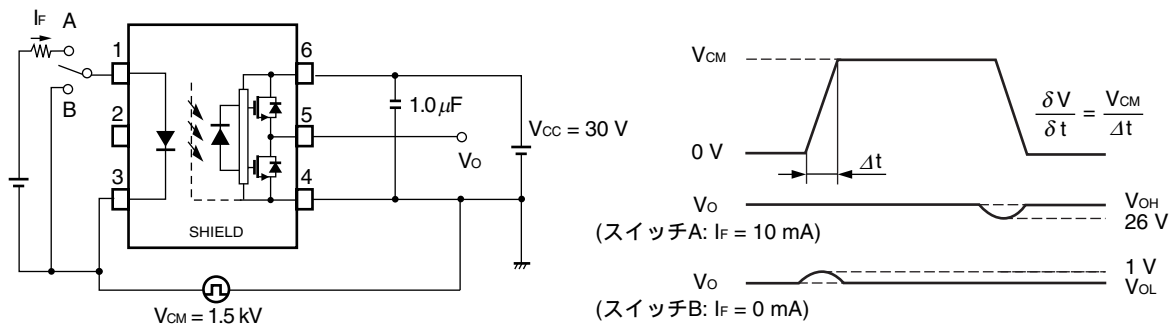 IF
A
B
1
2
3
6
5
4
SHIELD
1.0 μF
VCC = 30 V
VO
VCM = 1.5 kV
VCM
0 V
Δt
δV/δt = VCM/Δt
VO
(スイッチA: IF = 10 mA)
VOH
26 V
VO
(スイッチB: IF = 0 mA)
1 V
VOL